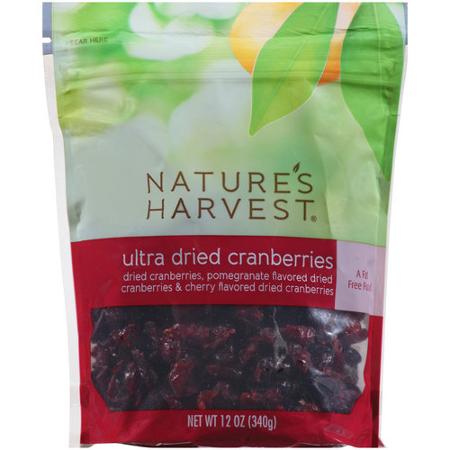 TEAR HERE
NATURE'S
HARVEST®
ultra dried cranberries
dried cranberries, pomegranate flavored dried
cranberries & cherry flavored dried cranberries
A Fat
Free Food
NET WT 12 OZ (340g)